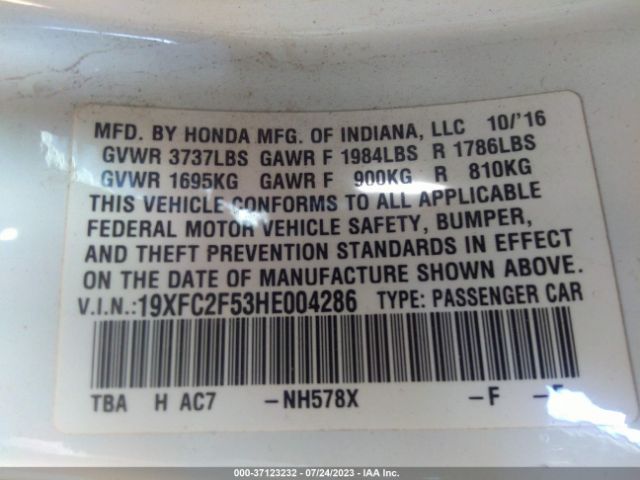 MFD. BY HONDA MFG. OF INDIANA, LLC 10/'16
GVWR 3737LBS GAWR F 1984LBS R 1786LBS
GVWR 1695KG GAWR F 900KG R 810KG
THIS VEHICLE CONFORMS TO ALL APPLICABLE
FEDERAL MOTOR VEHICLE SAFETY, BUMPER,
AND THEFT PREVENTION STANDARDS IN EFFECT
ON THE DATE OF MANUFACTURE SHOWN ABOVE.
V.I.N.:19XFC2F53HE004286 TYPE: PASSENGER CAR
TBA H AC7 -NH578X -F
000-37123232 - 07/24/2023 - IAA Inc.